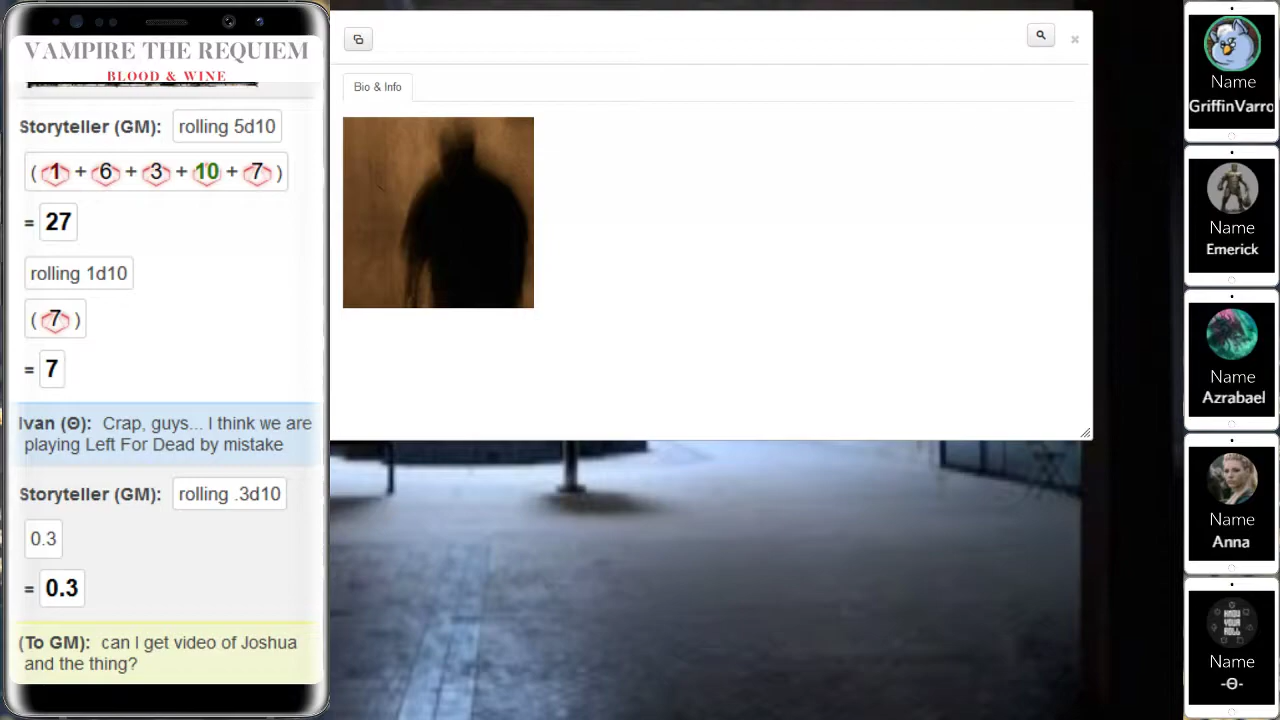 VAMPIRE THE REQUIEM
BLOOD & WINE
Storyteller (GM): rolling 5d10
( 1 + 6 + 3 + 10 + 7 )
= 27
rolling 1d10
( 7 )
= 7
Ivan (Θ): Crap, guys... I think we are
playing Left For Dead by mistake
Storyteller (GM): rolling .3d10
0.3
= 0.3
(To GM): can I get video of Joshua
and the thing?
Bio & Info
Name
GriffinVarro
Name
Emerick
Name
Azrabael
Name
Anna
KNOW
YOUR
ROLL
Name
-Θ-